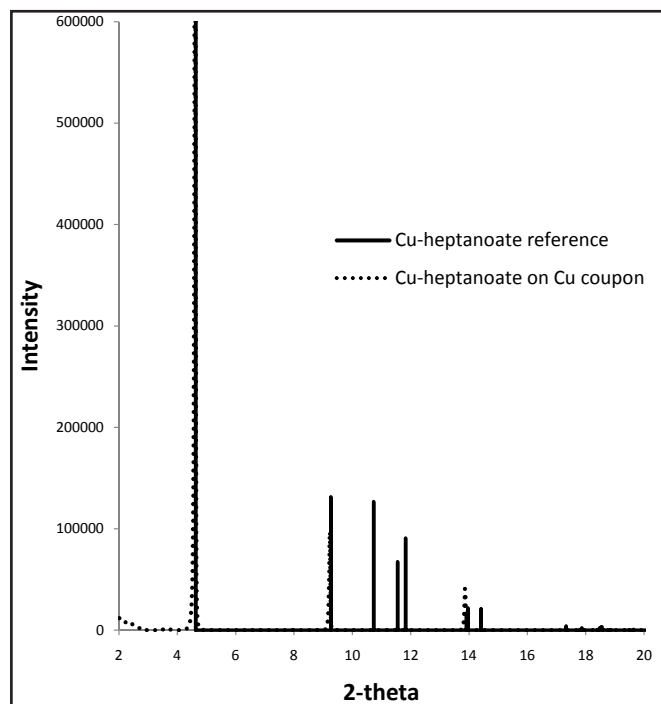 600000
500000
400000
300000
200000
100000
0
Intensity
Cu-heptanoate reference
Cu-heptanoate on Cu coupon
2 4 6 8 10 12 14 16 18 20
2-theta